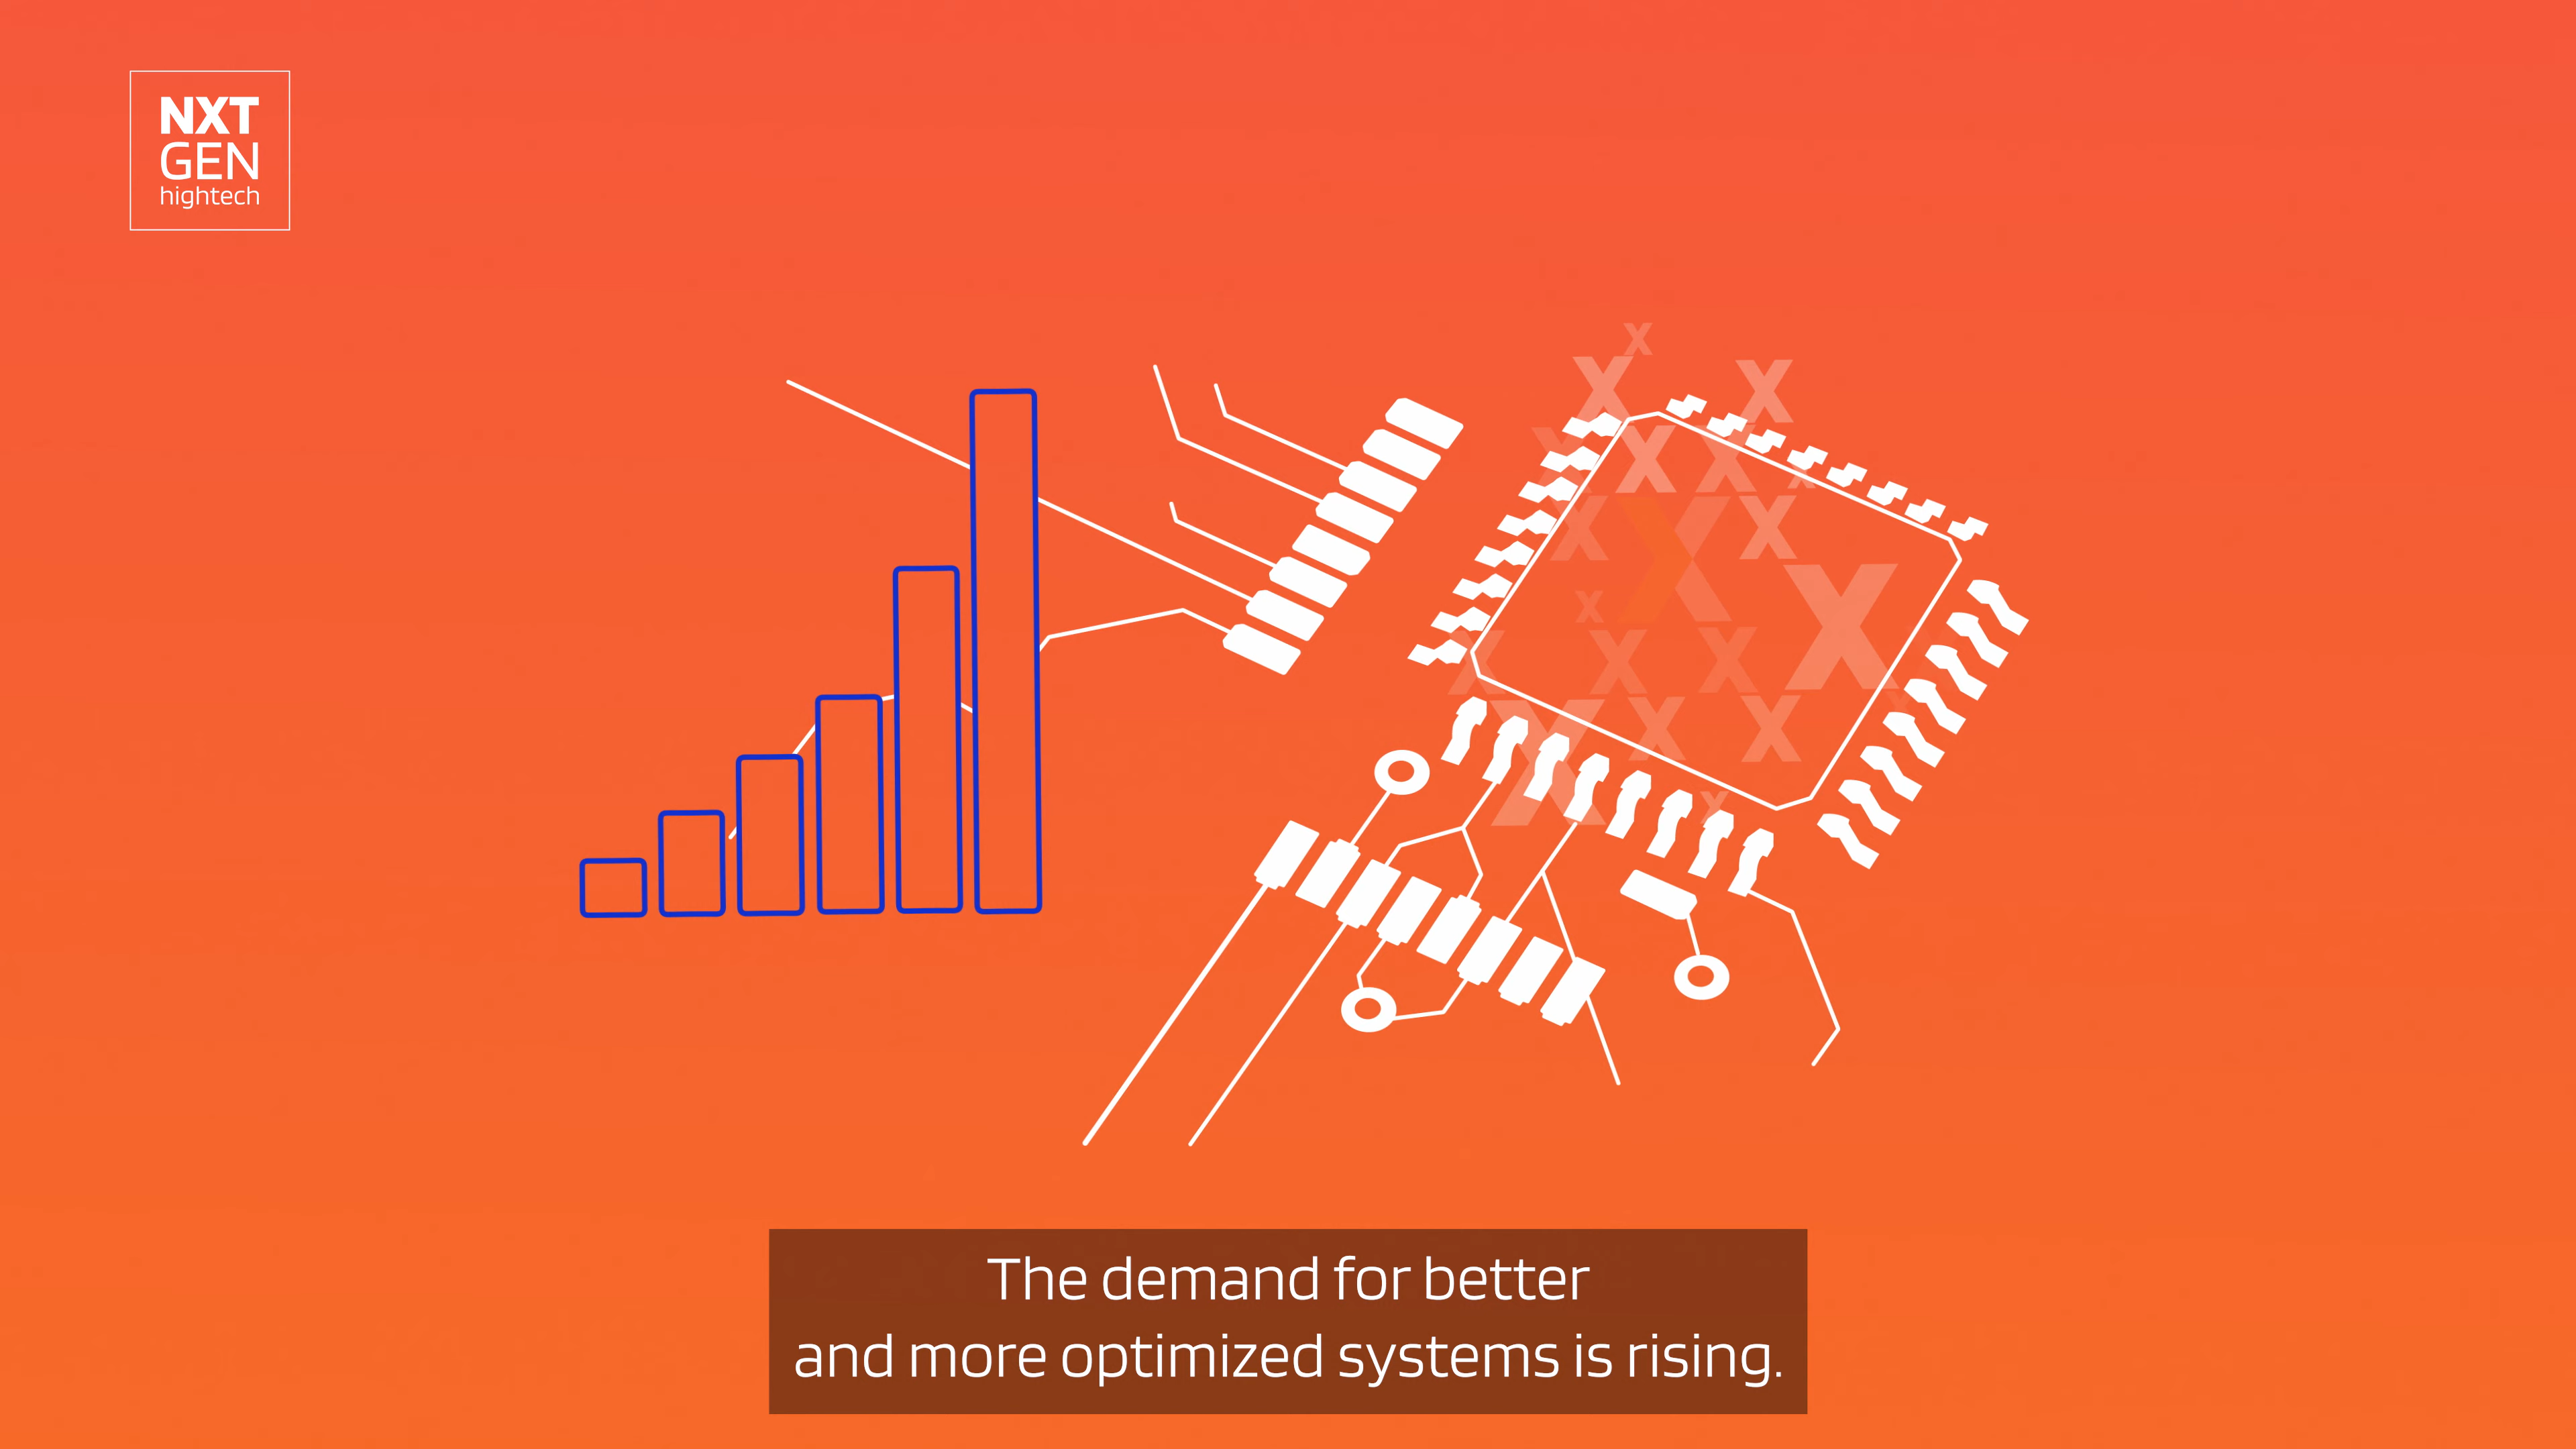 NXT
GEN
hightech
The demand for better
and more optimized systems is rising.